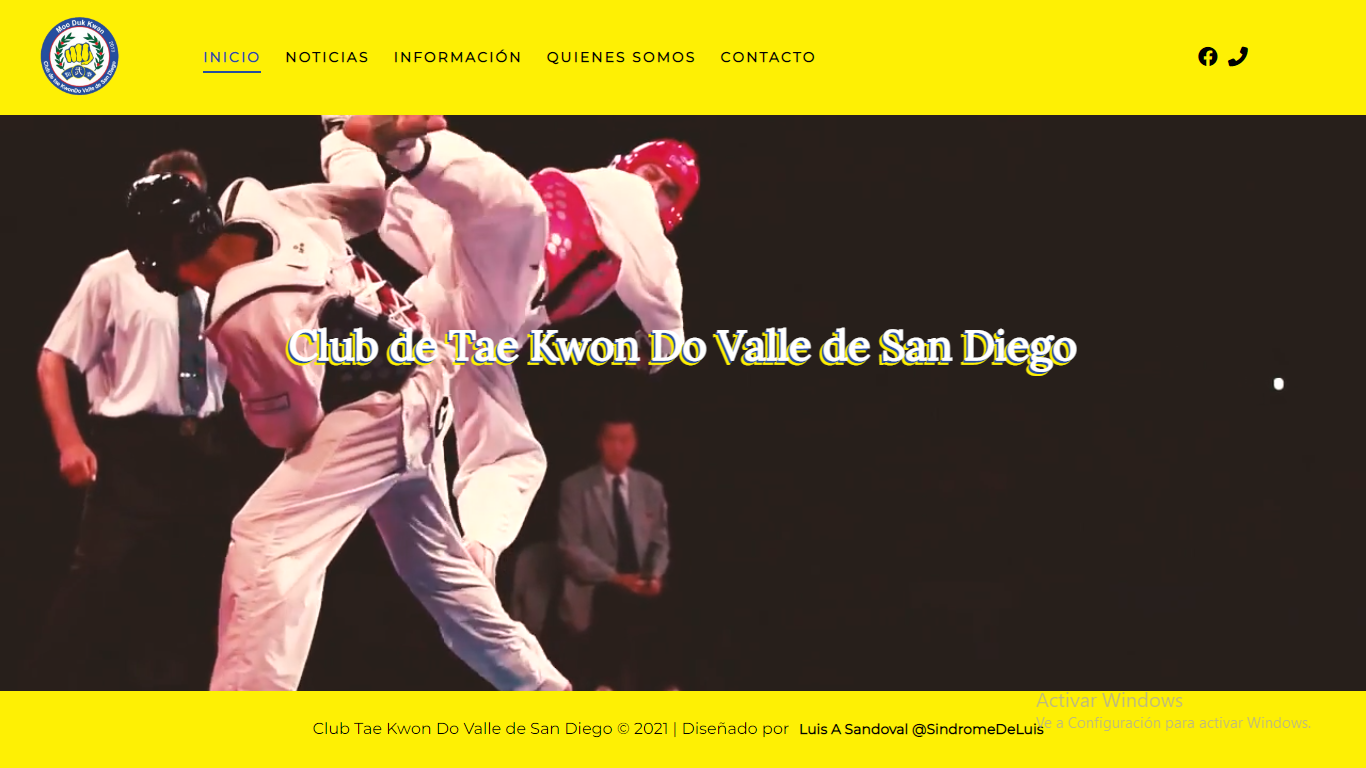 Moo Duk Kwan
2017
Club de Tae KwonDo Valle de San Diego
INICIO NOTICIAS INFORMACIÓN QUIENES SOMOS CONTACTO
Club de Tae Kwon Do Valle de San Diego
Activar Windows
Ve a Configuración para activar Windows.
Club Tae Kwon Do Valle de San Diego © 2021 | Diseñado por Luis A Sandoval @SindromeDeLuis